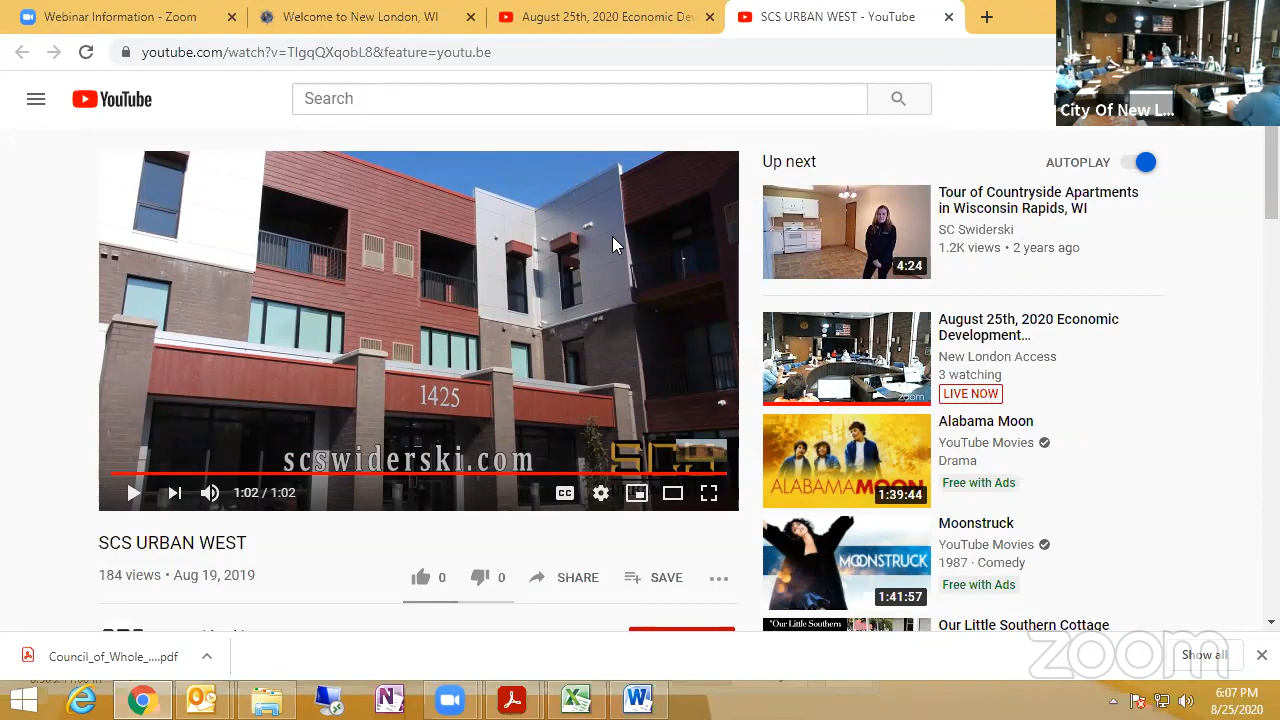 Webinar Information - Zoom
Welcome to New London, WI
August 25th, 2020 Economic De
SCS URBAN WEST - YouTube
youtube.com/watch?v=TIgqQXqobL8&feature=youtu.be
City Of New L...
YouTube
Search
Up next
AUTOPLAY
Tour of Countryside Apartments
in Wisconsin Rapids, WI
SC Swiderski
1.2K views • 2 years ago
4:24
August 25th, 2020 Economic
Development...
New London Access
3 watching
LIVE NOW
zoom
1425
scswiderski.com
1:02 / 1:02
CC
Alabama Moon
YouTube Movies
Drama
Free with Ads
ALABAMA MOON
1:39:44
SCS URBAN WEST
184 views • Aug 19, 2019
0
0
SHARE
SAVE
Moonstruck
YouTube Movies
1987 · Comedy
Free with Ads
MOONSTRUCK
1:41:57
Our Little Southern Cottage
"Our Little Southern
Council_of_Whole_....pdf
Show all
zoom
6:07 PM
8/25/2020